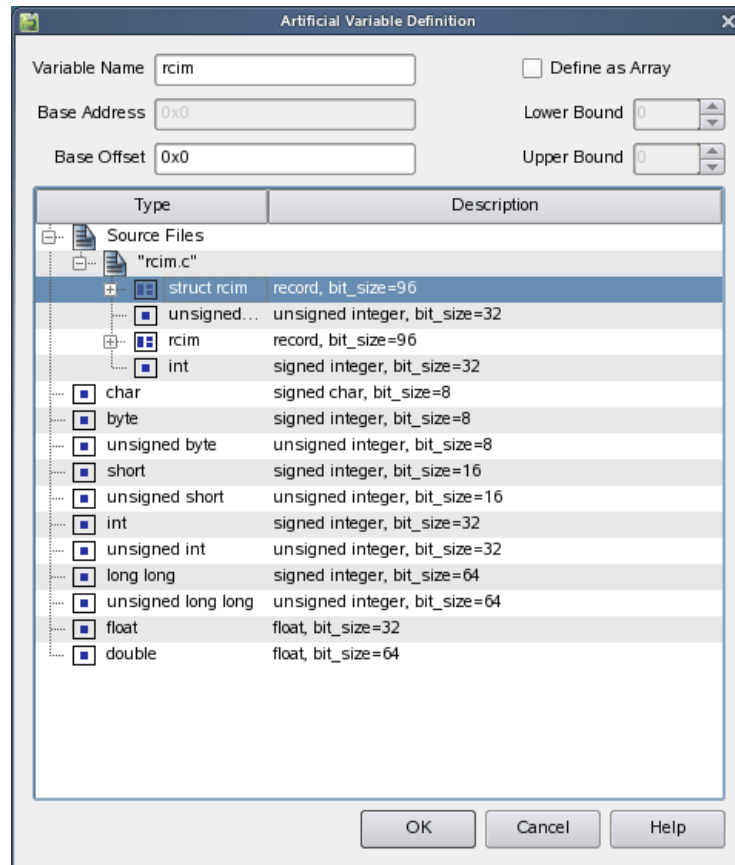 Artificial Variable Definition
Variable Name rcim Define as Array
Base Address 0x0 Lower Bound 0
Base Offset 0x0 Upper Bound 0
Type Description
Source Files
"rcim.c"
struct rcim record, bit_size=96
unsigned... unsigned integer, bit_size=32
rcim record, bit_size=96
int signed integer, bit_size=32
char signed char, bit_size=8
byte signed integer, bit_size=8
unsigned byte unsigned integer, bit_size=8
short signed integer, bit_size=16
unsigned short unsigned integer, bit_size=16
int signed integer, bit_size=32
unsigned int unsigned integer, bit_size=32
long long signed integer, bit_size=64
unsigned long long unsigned integer, bit_size=64
float float, bit_size=32
double float, bit_size=64
OK Cancel Help